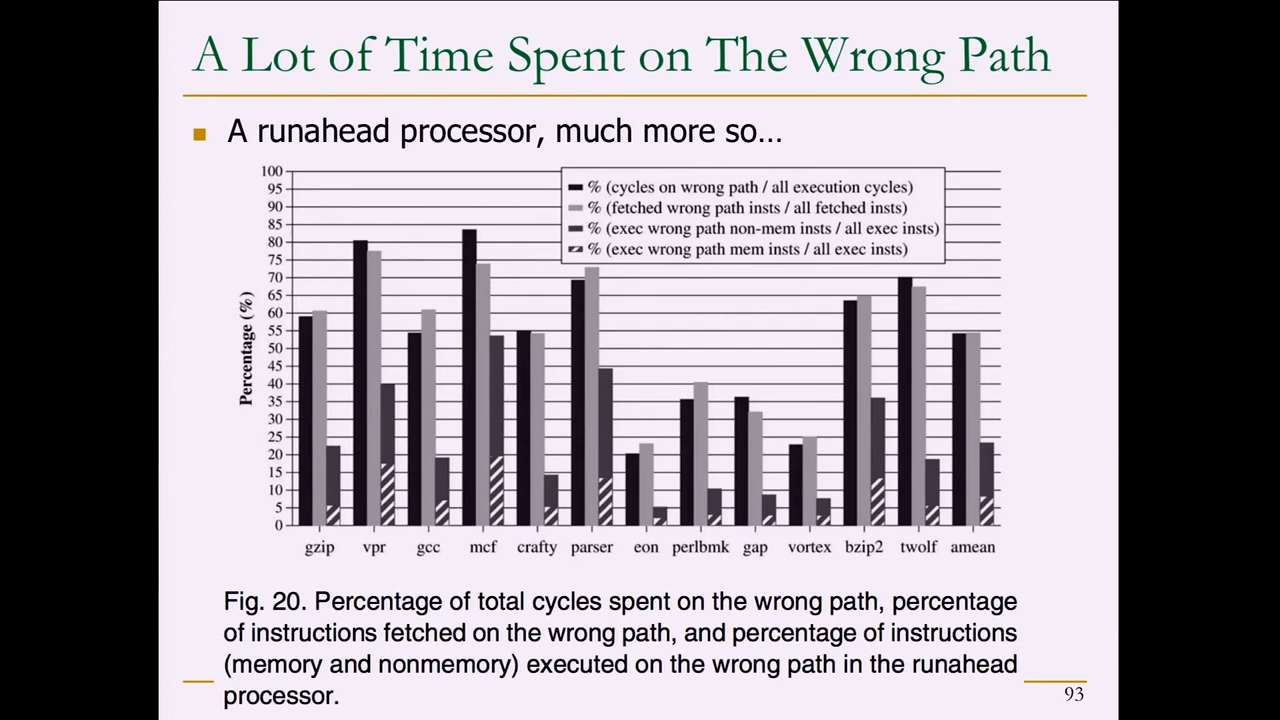 A Lot of Time Spent on The Wrong Path
A runahead processor, much more so…
% (cycles on wrong path / all execution cycles)
% (fetched wrong path insts / all fetched insts)
% (exec wrong path non-mem insts / all exec insts)
% (exec wrong path mem insts / all exec insts)
Percentage (%)
100
95
90
85
80
75
70
65
60
55
50
45
40
35
30
25
20
15
10
5
0
gzip vpr gcc mcf crafty parser eon perlbmk gap vortex bzip2 twolf amean
Fig. 20. Percentage of total cycles spent on the wrong path, percentage
of instructions fetched on the wrong path, and percentage of instructions
(memory and nonmemory) executed on the wrong path in the runahead
processor.
93